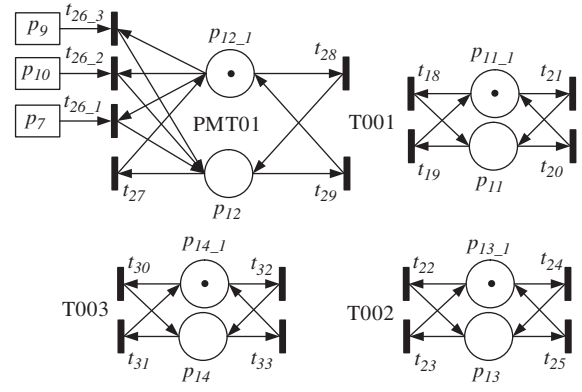 p9 t26_3 p12_1 t28
p10 t26_2
p7 t26_1 PMT01
t27 p12 t29
p11_1
t18 t21
T001
t19 p11 t20
p14_1
t30 t32
T003
t31 p14 t33
p13_1
t22 t24
T002
t23 p13 t25